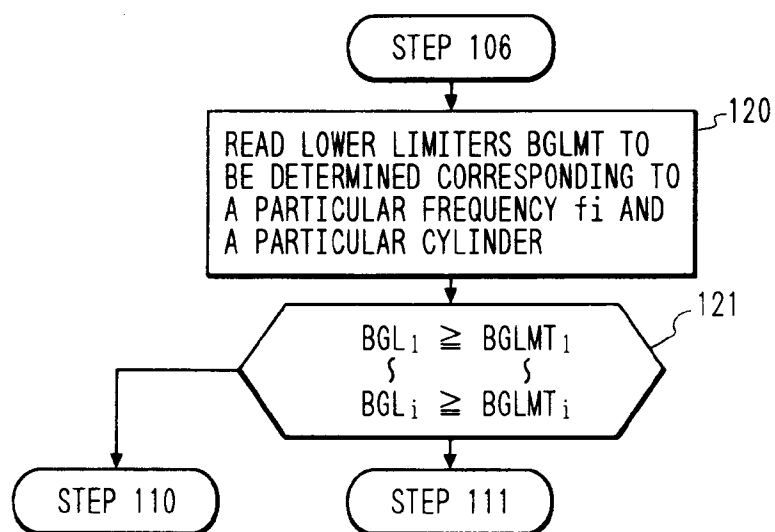 STEP 106
120
READ LOWER LIMITERS BGLMT TO
BE DETERMINED CORRESPONDING TO
A PARTICULAR FREQUENCY fi AND
A PARTICULAR CYLINDER
121
BGL₁ ≧ BGLMT₁
∫ ∫
BGLᵢ ≧ BGLMTᵢ
STEP 110
STEP 111